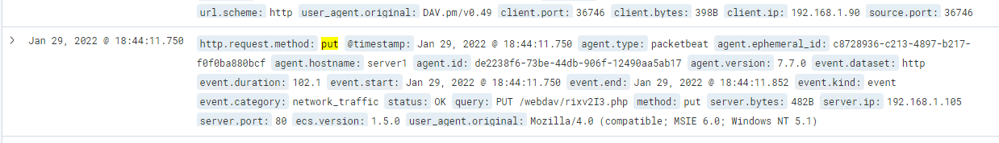 url.scheme: http user_agent.original: DAV.pm/v0.49 client.port: 36746 client.bytes: 398B client.ip: 192.168.1.90 source.port: 36746
Jan 29, 2022 @ 18:44:11.750 http.request.method: put @timestamp: Jan 29, 2022 @ 18:44:11.750 agent.type: packetbeat agent.ephemeral_id: c8728936-c213-4897-b217-
f0f0ba880bcf agent.hostname: server1 agent.id: de2238f6-73be-44db-906f-12490aa5ab17 agent.version: 7.7.0 event.dataset: http
event.duration: 102.1 event.start: Jan 29, 2022 @ 18:44:11.750 event.end: Jan 29, 2022 @ 18:44:11.852 event.kind: event
event.category: network_traffic status: OK query: PUT /webdav/rixv2I3.php method: put server.bytes: 482B server.ip: 192.168.1.105
server.port: 80 ecs.version: 1.5.0 user_agent.original: Mozilla/4.0 (compatible; MSIE 6.0; Windows NT 5.1)